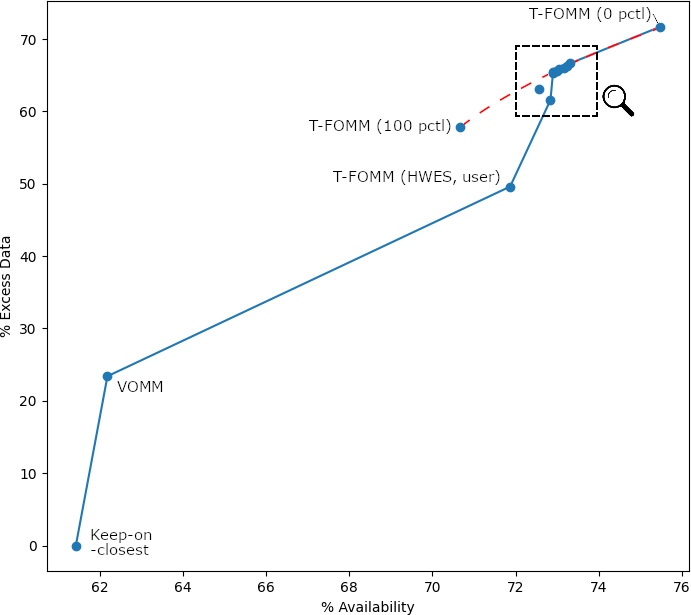 T-FOMM (0 pctl)
70
60
T-FOMM (100 pctl)
T-FOMM (HWES, user)
50
40
% Excess Data
30
VOMM
20
10
Keep-on
-closest
0
62 64 66 68 70 72 74 76
% Availability